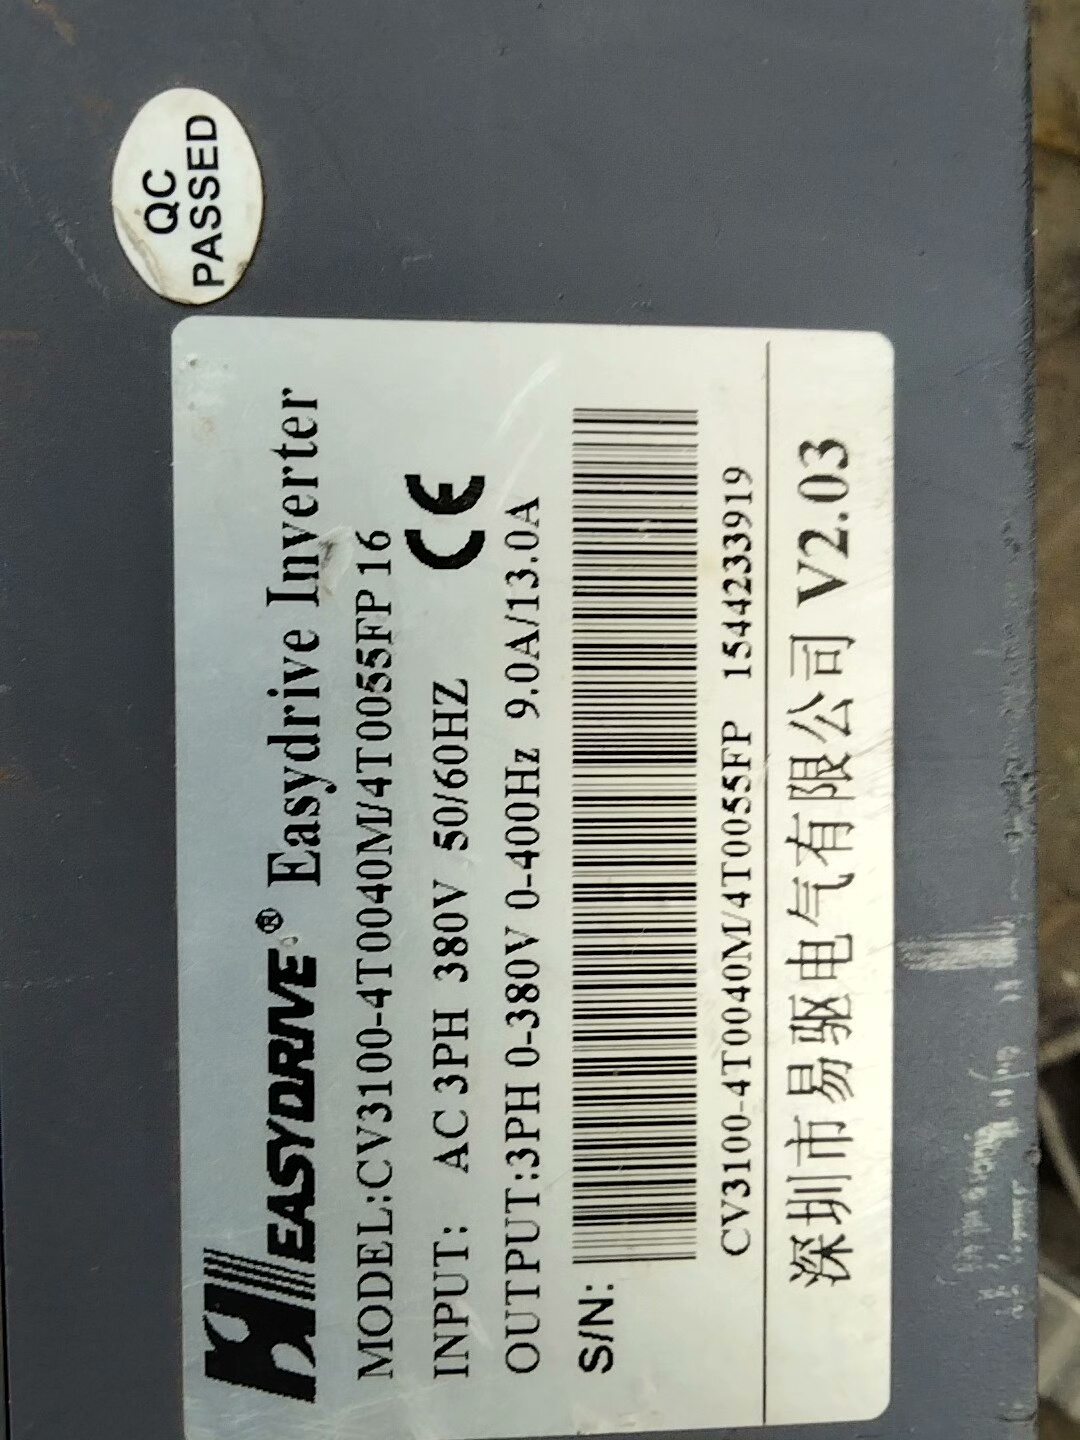 QC
PASSED
EASYDRIVE® Easydrive Inverter
MODEL:CV3100-4T0040M/4T0055FP 16
INPUT: AC 3PH 380V 50/60HZ
CE
OUTPUT:3PH 0-380V 0-400Hz 9.0A/13.0A
S/N:
CV3100-4T0040M/4T0055FP 1544233919
深圳市易驱电气有限公司 V2.03